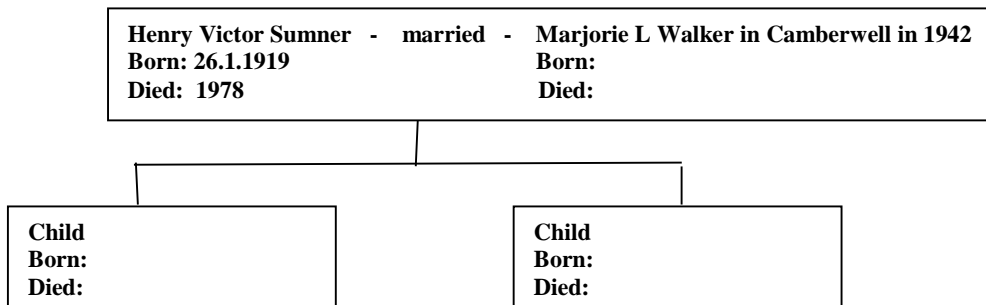 Henry Victor Sumner - married - Marjorie L Walker in Camberwell in 1942
Born: 26.1.1919 Born:
Died: 1978 Died:
Child Child
Born: Born:
Died: Died: